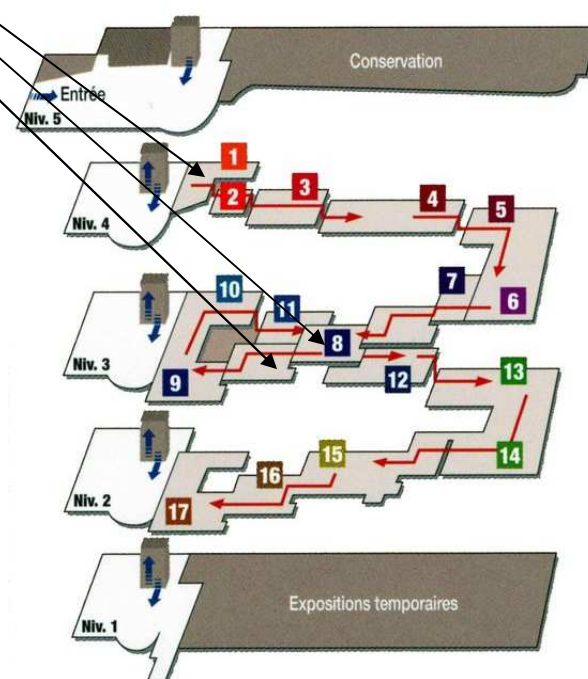 Conservation
Entrée
Niv. 5
1
2
3
4
5
Niv. 4
6
7
8
9
10
11
12
Niv. 3
13
14
15
16
17
Niv. 2
Expositions temporaires
Niv. 1